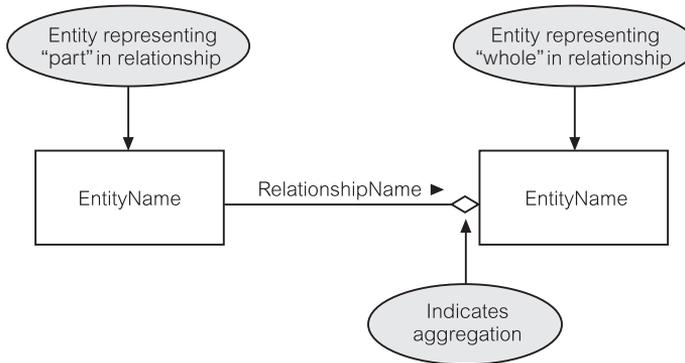 Entity representing
“part” in relationship
Entity representing
“whole” in relationship
EntityName
RelationshipName ►
EntityName
Indicates
aggregation